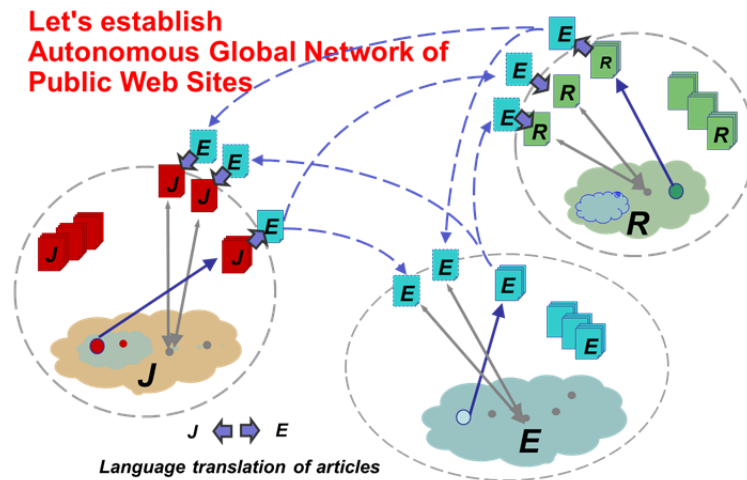 Let's establish
Autonomous Global Network of
Public Web Sites
E
R
E
R
E
R
R
R
E
E
J
J
J
E
J
J
E
E
E
E
E
J E
Language translation of articles